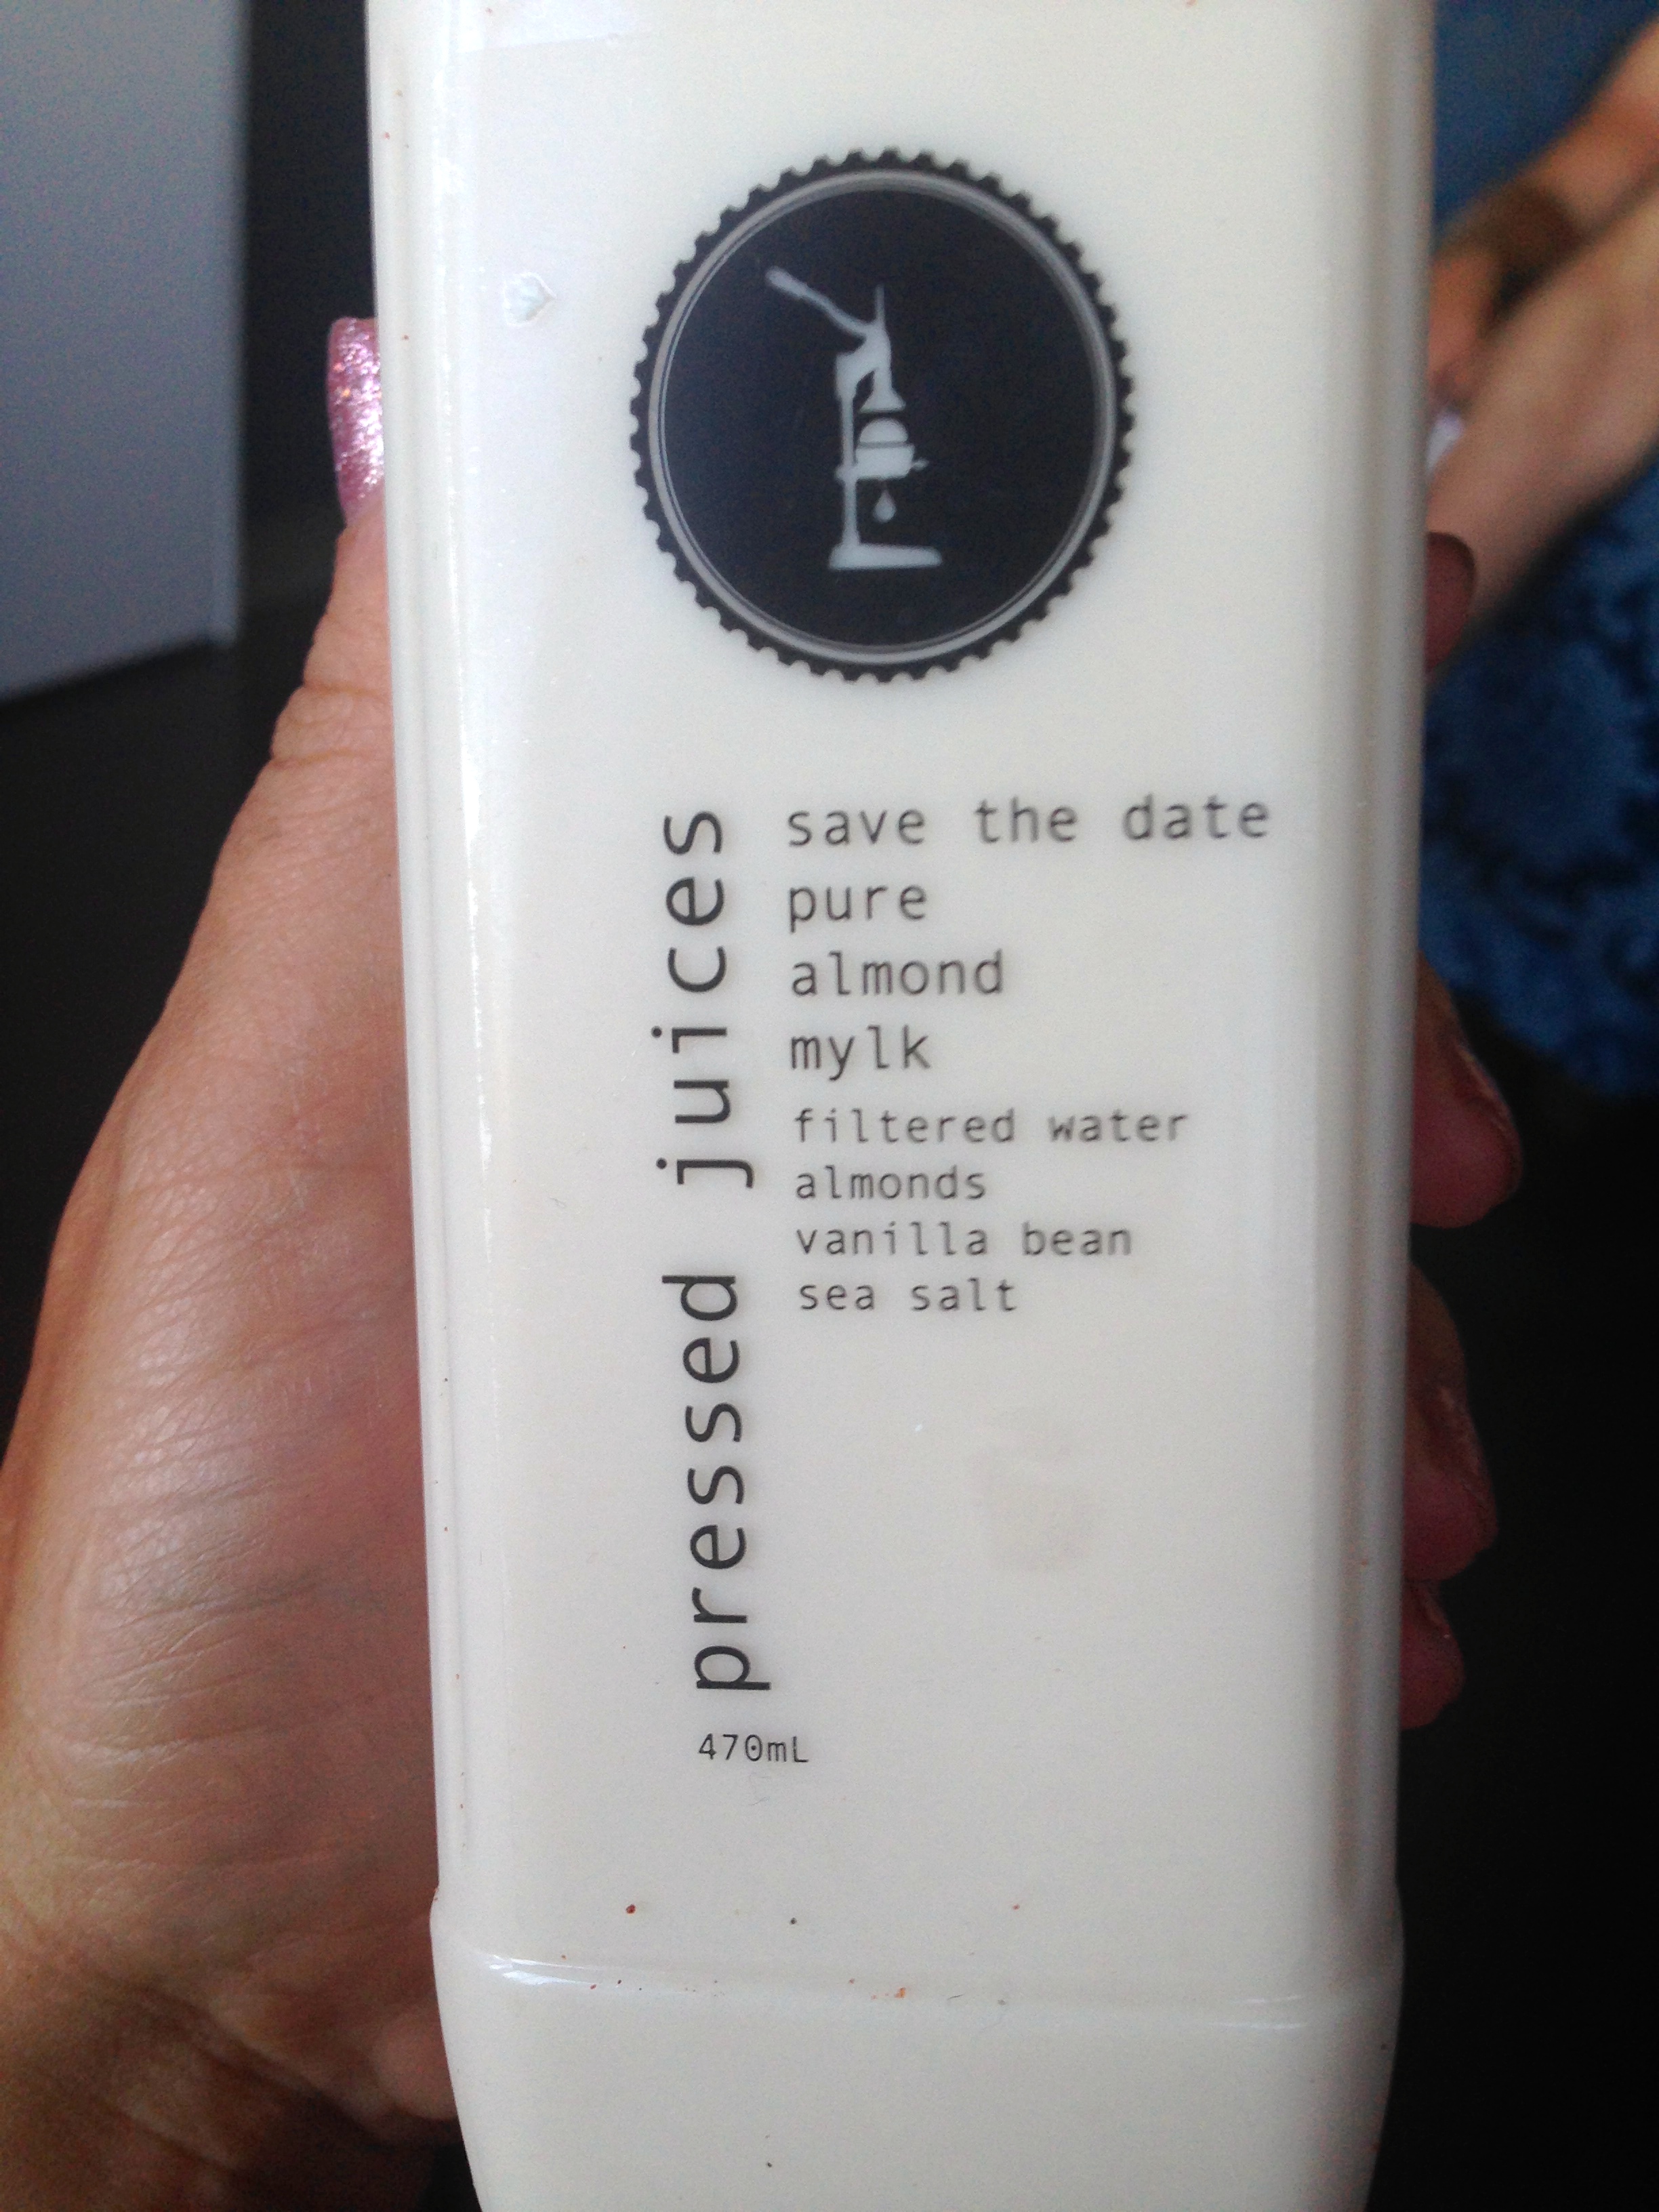 pressed juices
save the date
pure
almond
mylk
filtered water
almonds
vanilla bean
sea salt
470mL